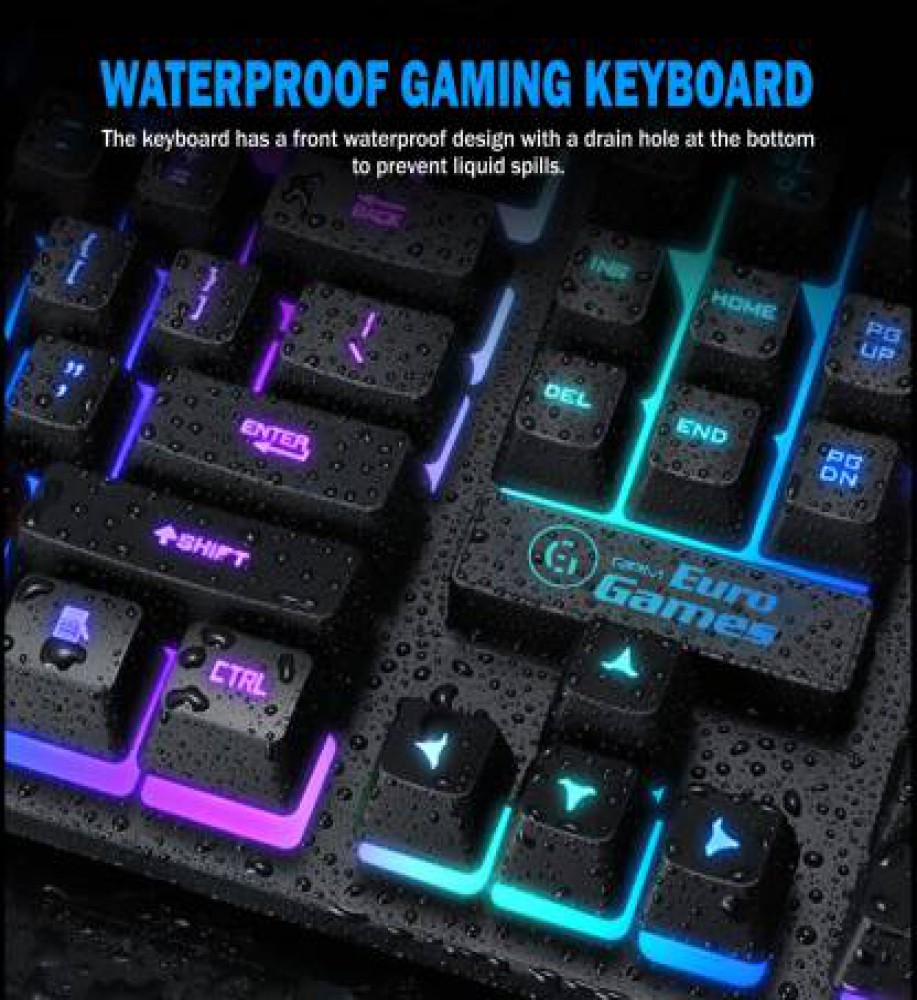 WATERPROOF GAMING KEYBOARD
The keyboard has a front waterproof design with a drain hole at the bottom
to prevent liquid spills.
BACK
INS
HOME
PG
UP
DEL
END
PG
DN
ENTER
SHIFT
Euro
Games
CTRL